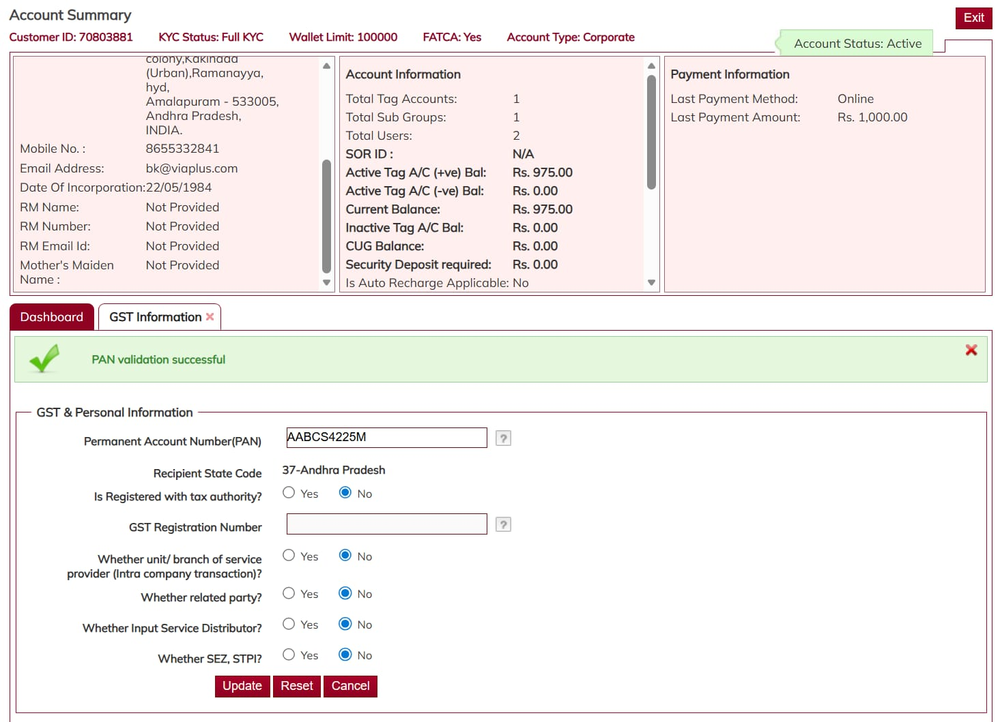 Account Summary
Exit
Customer ID: 70803881 KYC Status: Full KYC Wallet Limit: 100000 FATCA: Yes Account Type: Corporate
Account Status: Active
colony,Kakinada
(Urban),Ramanayya,
hyd,
Amalapuram - 533005,
Andhra Pradesh,
INDIA.
Mobile No. : 8655332841
Email Address: bk@viaplus.com
Date Of Incorporation:22/05/1984
RM Name: Not Provided
RM Number: Not Provided
RM Email Id: Not Provided
Mother's Maiden Not Provided
Name :
Account Information
Total Tag Accounts: 1
Total Sub Groups: 1
Total Users: 2
SOR ID : N/A
Active Tag A/C (+ve) Bal: Rs. 975.00
Active Tag A/C (-ve) Bal: Rs. 0.00
Current Balance: Rs. 975.00
Inactive Tag A/C Bal: Rs. 0.00
CUG Balance: Rs. 0.00
Security Deposit required: Rs. 0.00
Is Auto Recharge Applicable: No
Payment Information
Last Payment Method: Online
Last Payment Amount: Rs. 1,000.00
Dashboard GST Information
PAN validation successful
GST & Personal Information
Permanent Account Number(PAN) AABCS4225M ?
Recipient State Code 37-Andhra Pradesh
Is Registered with tax authority? Yes No
GST Registration Number ?
Whether unit/ branch of service
provider (Intra company transaction)? Yes No
Whether related party? Yes No
Whether Input Service Distributor? Yes No
Whether SEZ, STPI? Yes No
Update Reset Cancel